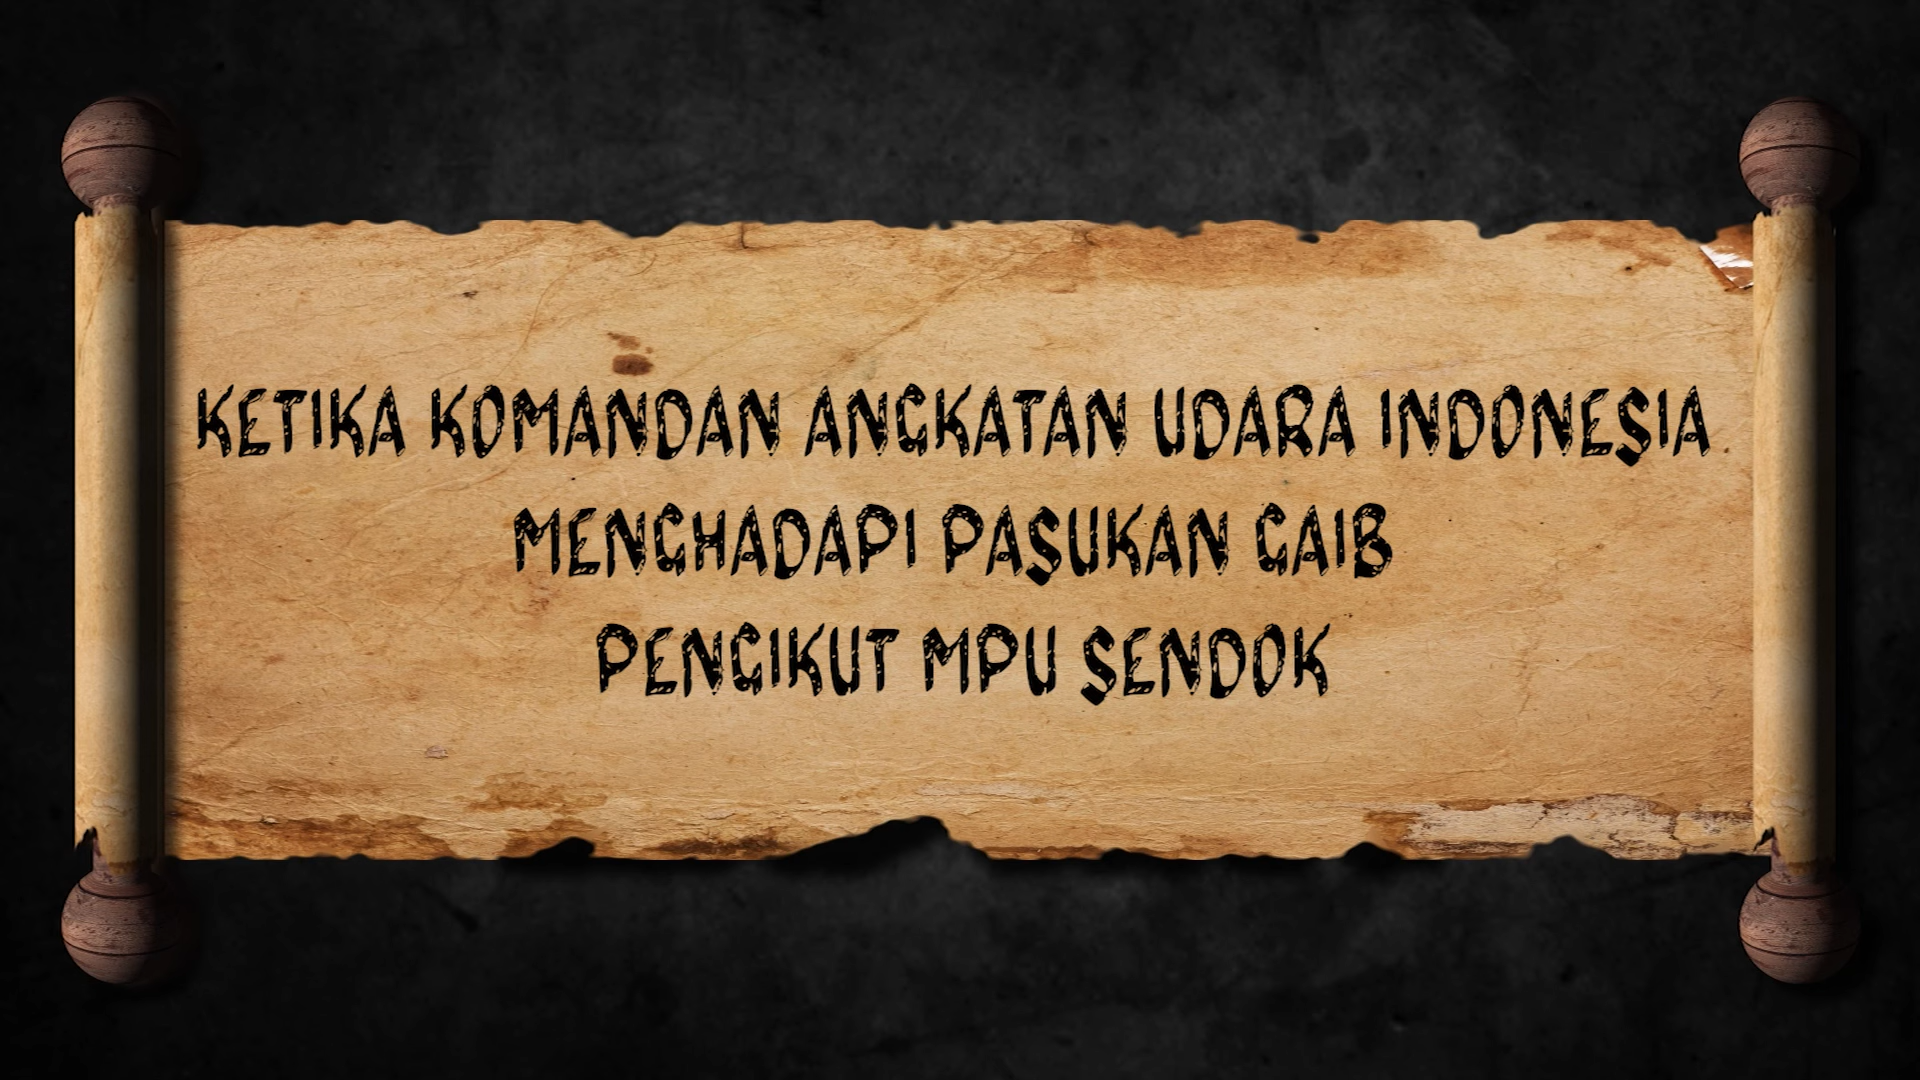 KETIKA KOMANDAN ANGKATAN UDARA INDONESIA
MENGHADAPI PASUKAN GAIB
PENGIKUT MPU SENDOK